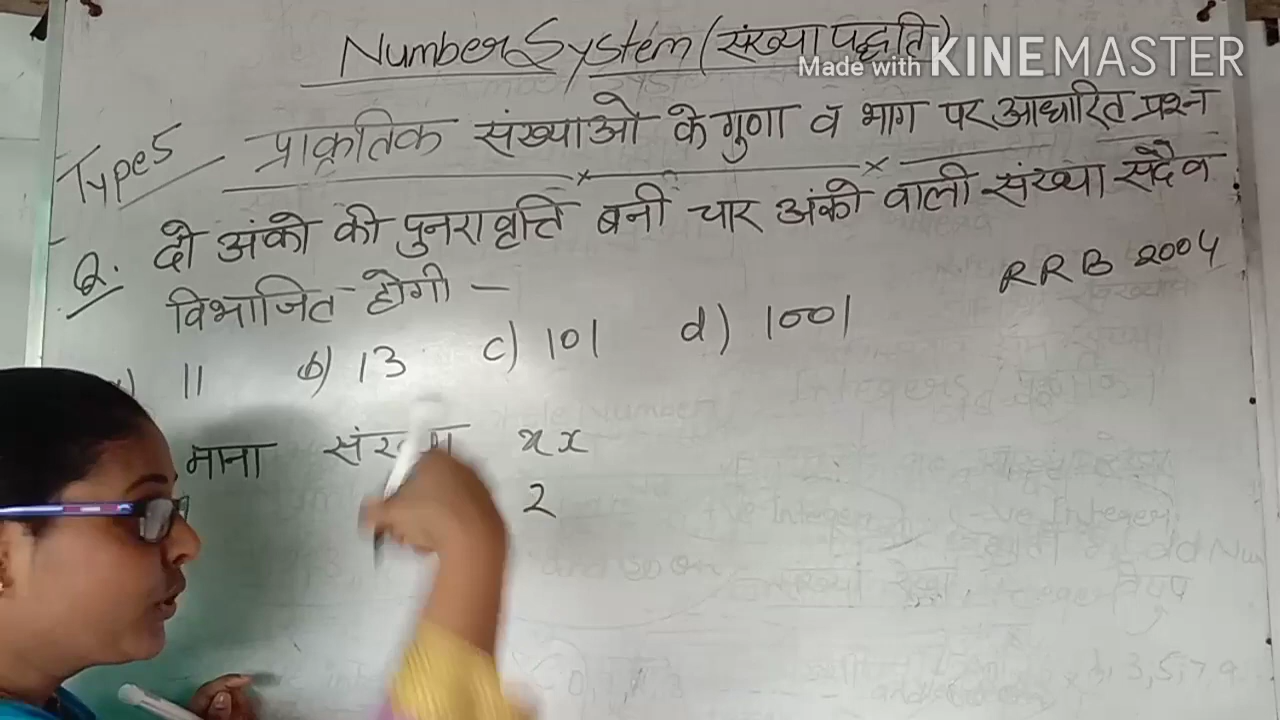 Number System (संख्या पद्धति)
Made with KINEMASTER
Type 5 प्राकृतिक संख्याओ के गुणा व भाग पर आधारित प्रश्न
Q. दो अंको की पुनरावृत्ति बनी चार अंको वाली संख्या सदैव
विभाजित होगी -
RRB 2004
11 b) 13 c) 101 d) 1001
माना xx
2